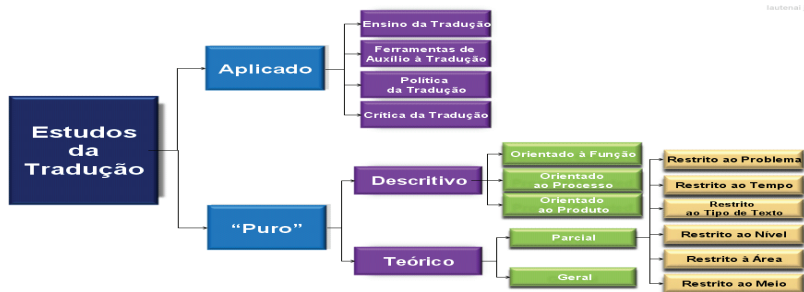 Estudos
da
Tradução
Aplicado
Ensino da Tradução
Ferramentas de
Auxílio à Tradução
Política
da Tradução
Crítica da Tradução
"Puro"
Descritivo
Orientado à Função
Orientado
ao Processo
Orientado
ao Produto
Teórico
Parcial
Restrito ao Problema
Restrito ao Tempo
Restrito
ao Tipo de Texto
Restrito ao Nível
Restrito à Área
Restrito ao Meio
Geral